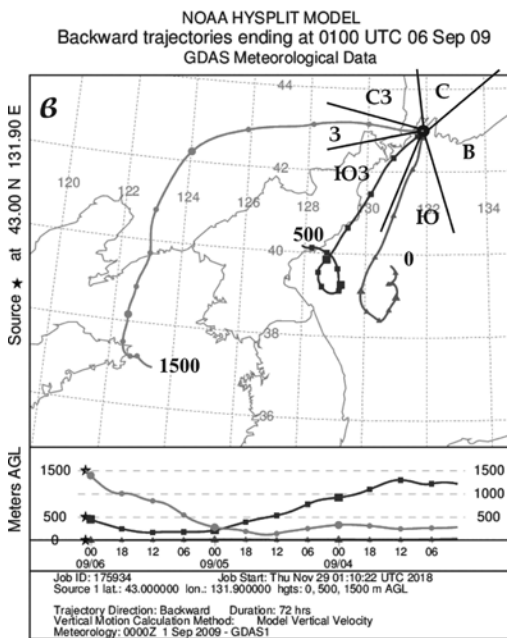 NOAA HYSPLIT MODEL
Backward trajectories ending at 0100 UTC 06 Sep 09
GDAS Meteorological Data
Source ★ at 43.00 N 131.90 E
в
44
СЗ
С
З
В
42
ЮЗ
120
122
124
126
128
130
132
134
Ю
500
40
0
38
1500
36
Meters AGL
1500
500
0
1500
1000
500
00 18 12 06 00 18 12 06 00 18 12 06
09/06 09/05 09/04
Job ID: 175934 Job Start: Thu Nov 29 01:10:22 UTC 2018
Source 1 lat.: 43.000000 lon.: 131.900000 hgts: 0, 500, 1500 m AGL
Trajectory Direction: Backward Duration: 72 hrs
Vertical Motion Calculation Method: Model Vertical Velocity
Meteorology: 0000Z 1 Sep 2009 - GDAS1